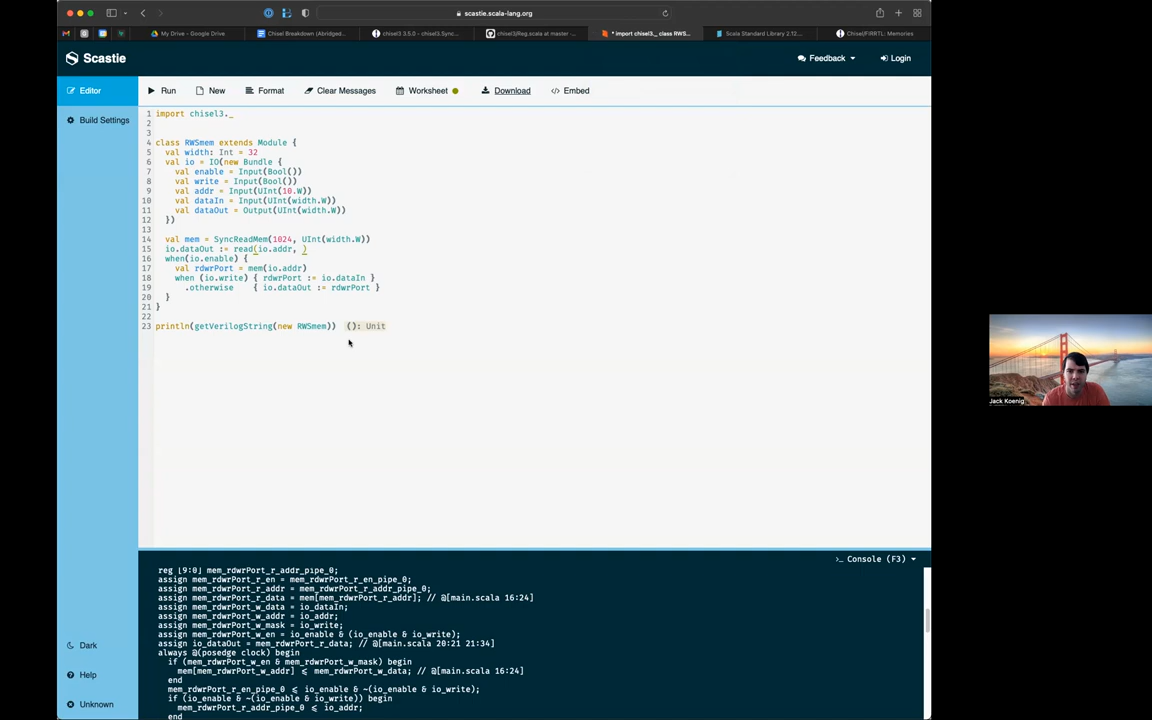 scastie.scala-lang.org
My Drive - Google Drive
Chisel Breakdown (Abridged...
chisel3 3.5.0 - chisel3.Sync...
chisel3/Reg.scala at master ·...
* import chisel3._ class RWS...
Scala Standard Library 2.12....
Chisel/FIRRTL: Memories
Scastie
Feedback
Login
Editor
Run
New
Format
Clear Messages
Worksheet
Download
Embed
Build Settings
1 import chisel3._
2
3
4 class RWSmem extends Module {
5 val width: Int = 32
6 val io = IO(new Bundle {
7 val enable = Input(Bool())
8 val write = Input(Bool())
9 val addr = Input(UInt(10.W))
10 val dataIn = Input(UInt(width.W))
11 val dataOut = Output(UInt(width.W))
12 })
13
14 val mem = SyncReadMem(1024, UInt(width.W))
15 io.dataOut := read(io.addr, )
16 when(io.enable) {
17 val rdwrPort = mem(io.addr)
18 when (io.write) { rdwrPort := io.dataIn }
19 .otherwise { io.dataOut := rdwrPort }
20 }
21 }
22
23 println(getVerilogString(new RWSmem)) (): Unit
Jack Koenig
>_ Console (F3)
reg [9:0] mem_rdwrPort_r_addr_pipe_0;
assign mem_rdwrPort_r_en = mem_rdwrPort_r_en_pipe_0;
assign mem_rdwrPort_r_addr = mem_rdwrPort_r_addr_pipe_0;
assign mem_rdwrPort_r_data = mem[mem_rdwrPort_r_addr]; // @[main.scala 16:24]
assign mem_rdwrPort_w_data = io_dataIn;
assign mem_rdwrPort_w_addr = io_addr;
assign mem_rdwrPort_w_mask = io_write;
assign mem_rdwrPort_w_en = io_enable & (io_enable & io_write);
assign io_dataOut = mem_rdwrPort_r_data; // @[main.scala 20:21 21:34]
always @(posedge clock) begin
if (mem_rdwrPort_w_en & mem_rdwrPort_w_mask) begin
mem[mem_rdwrPort_w_addr] <= mem_rdwrPort_w_data; // @[main.scala 16:24]
end
mem_rdwrPort_r_en_pipe_0 <= io_enable & ~(io_enable & io_write);
if (io_enable & ~(io_enable & io_write)) begin
mem_rdwrPort_r_addr_pipe_0 <= io_addr;
end
Dark
Help
Unknown